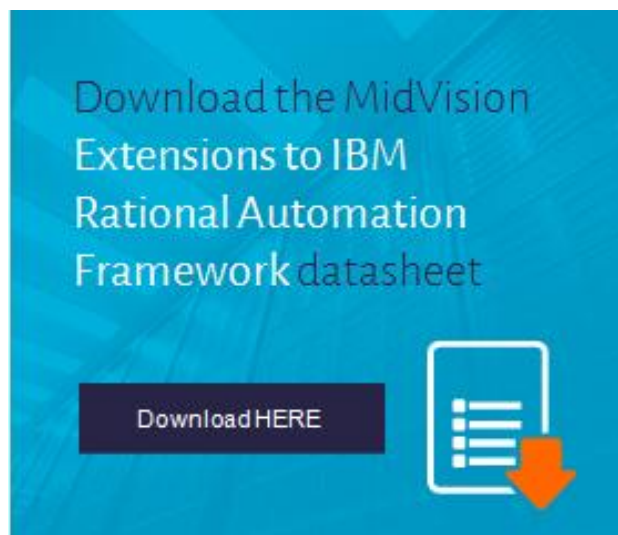 Download the MidVision
Extensions to IBM
Rational Automation
Framework datasheet
Download HERE